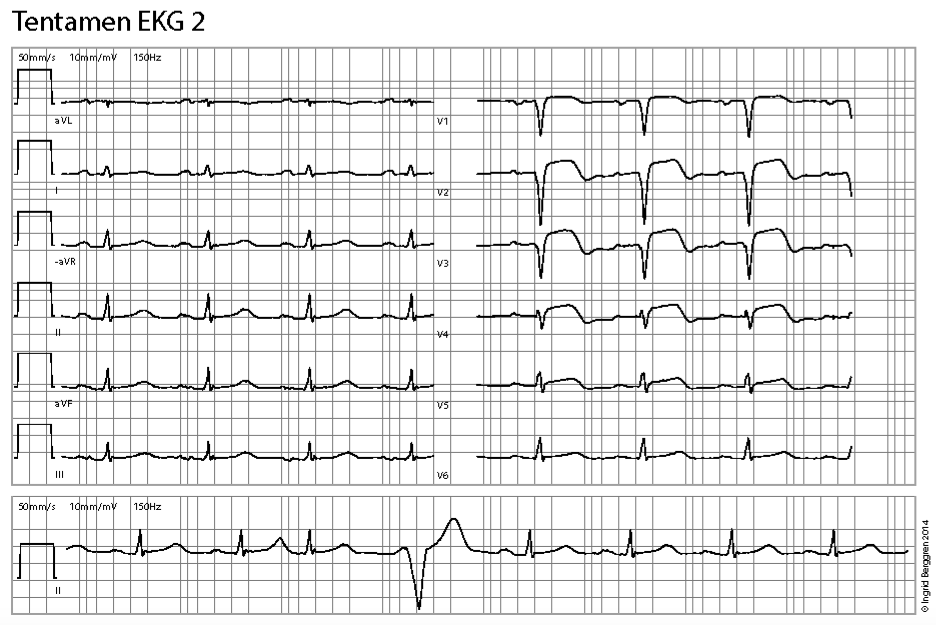 Tentamen EKG 2
50mm/s 10mm/mV 150Hz
aVL
I
-aVR
II
aVF
III
V1
V2
V3
V4
V5
V6
50mm/s 10mm/mV 150Hz
II
© Ingrid Berggren 2014